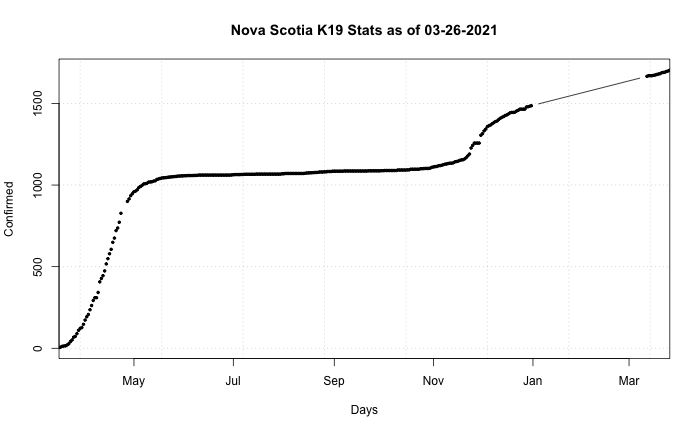 Nova Scotia K19 Stats as of 03-26-2021
Confirmed
1500
1000
500
0
May Jul Sep Nov Jan Mar
Days